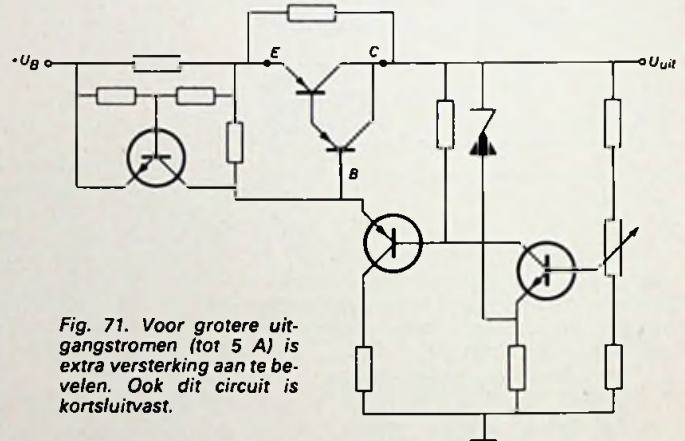 +U_B
E
C
U_uit
B
Fig. 71. Voor grotere uit-
gangstromen (tot 5 A) is
extra versterking aan te be-
velen. Ook dit circuit is
kortsluitvast.